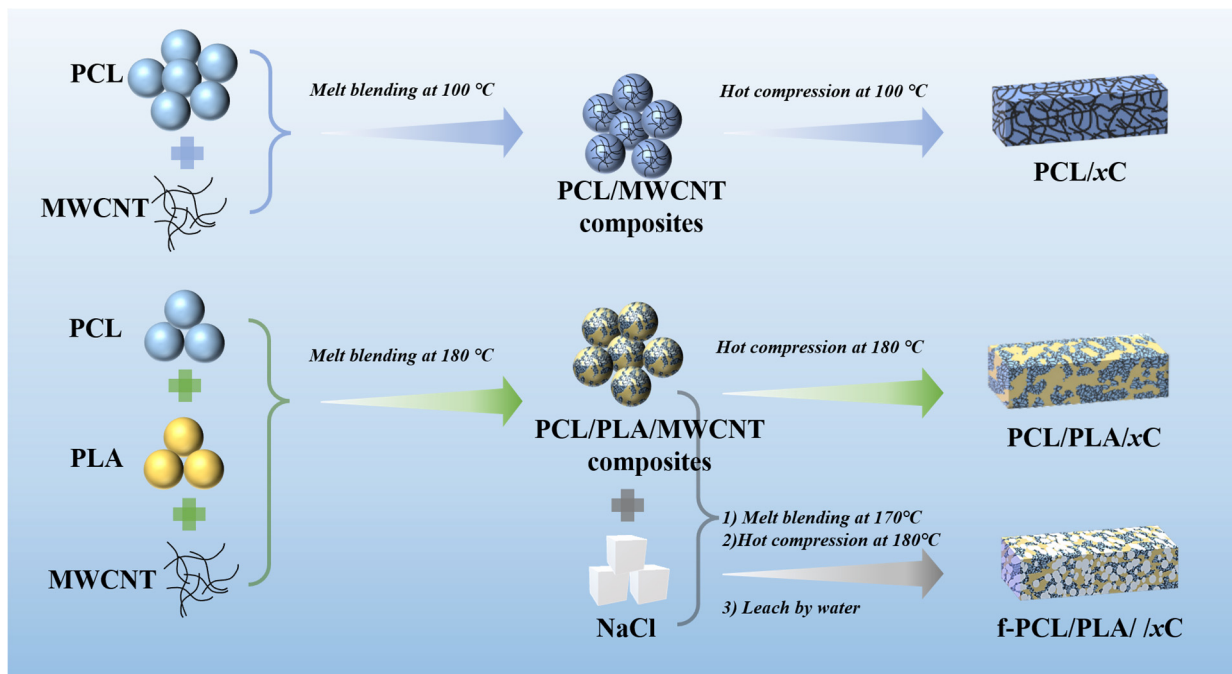 PCL
MWCNT
Melt blending at 100 °C
PCL/MWCNT
composites
Hot compression at 100 °C
PCL/xC
PCL
PLA
MWCNT
Melt blending at 180 °C
PCL/PLA/MWCNT
composites
Hot compression at 180 °C
PCL/PLA/xC
NaCl
1) Melt blending at 170°C
2)Hot compression at 180°C
3) Leach by water
f-PCL/PLA/ /xC